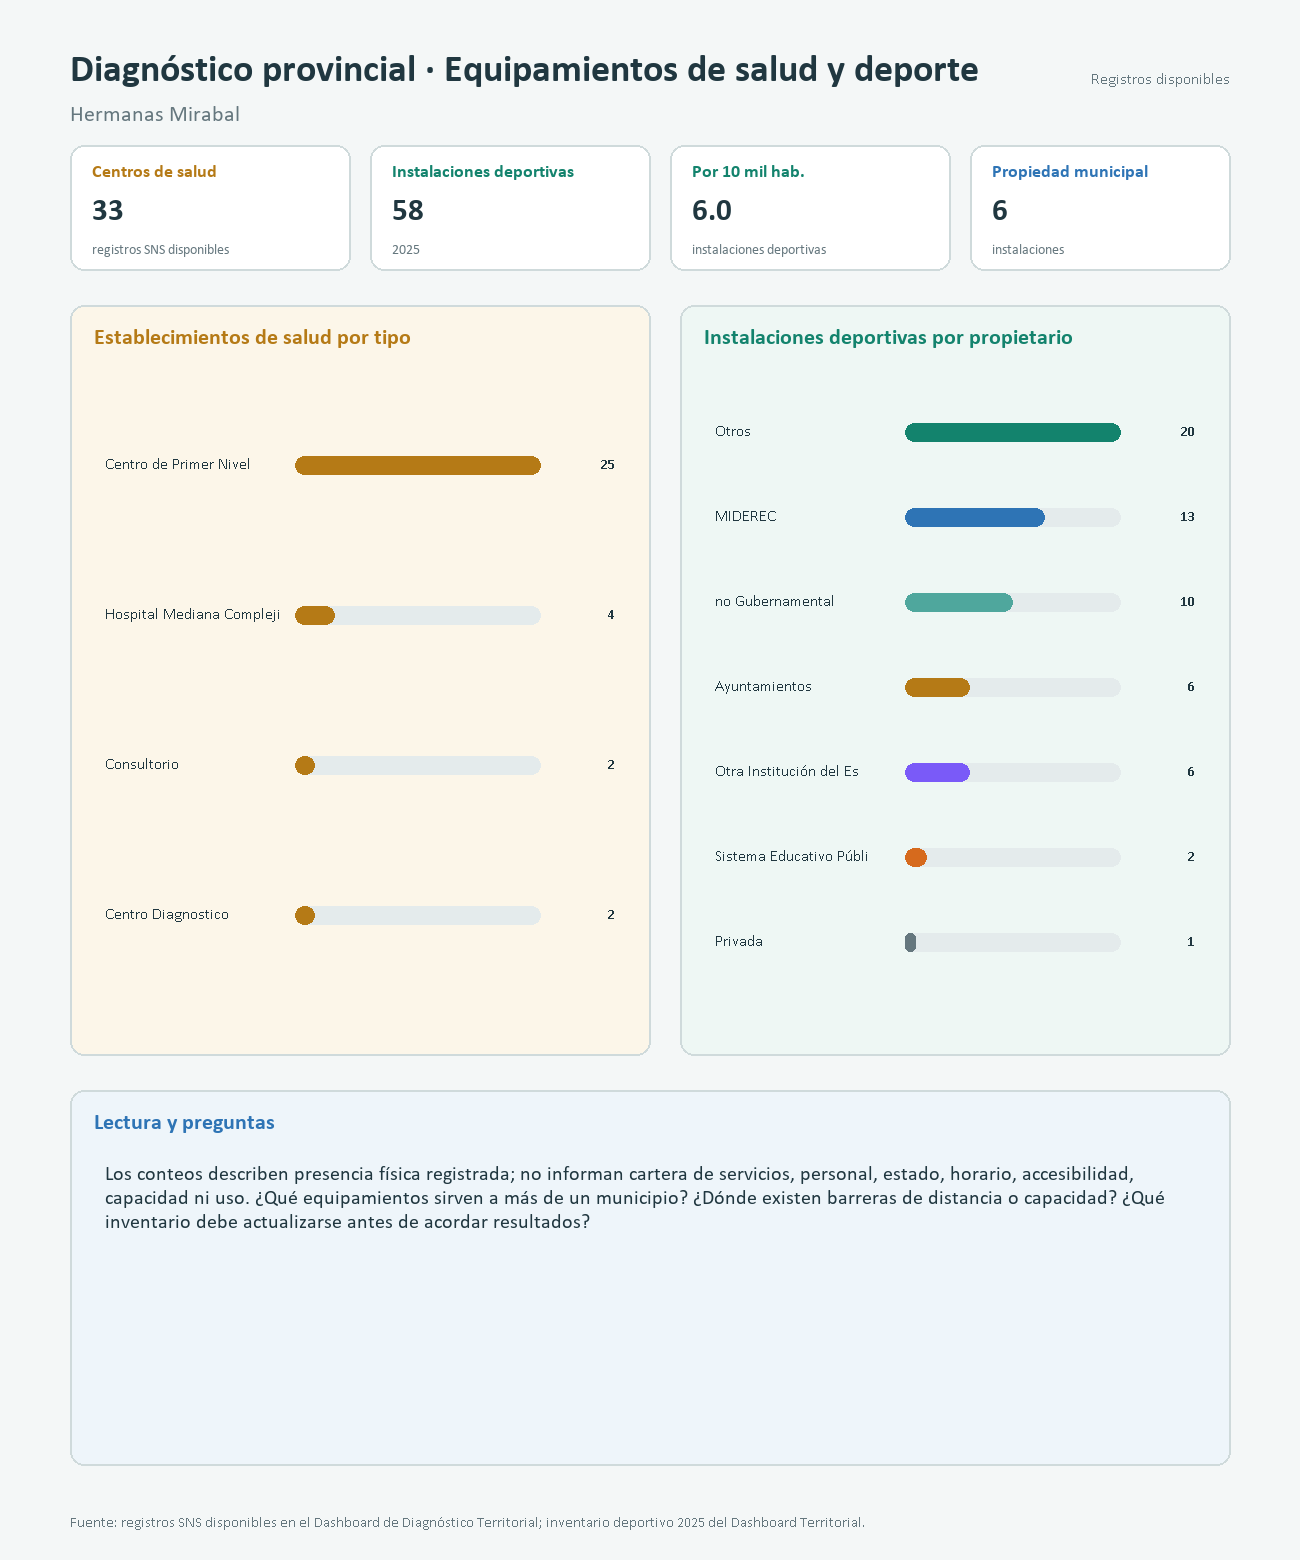 Diagnóstico provincial · Equipamientos de salud y deporte
Registros disponibles
Hermanas Mirabal
Centros de salud
33
registros SNS disponibles
Instalaciones deportivas
58
2025
Por 10 mil hab.
6.0
instalaciones deportivas
Propiedad municipal
6
instalaciones
Establecimientos de salud por tipo
Centro de Primer Nivel 25
Hospital Mediana Compleji 4
Consultorio 2
Centro Diagnostico 2
Instalaciones deportivas por propietario
Otros 20
MIDEREC 13
no Gubernamental 10
Ayuntamientos 6
Otra Institución del Es 6
Sistema Educativo Públi 2
Privada 1
Lectura y preguntas
Los conteos describen presencia física registrada; no informan cartera de servicios, personal, estado, horario, accesibilidad,
capacidad ni uso. ¿Qué equipamientos sirven a más de un municipio? ¿Dónde existen barreras de distancia o capacidad? ¿Qué
inventario debe actualizarse antes de acordar resultados?
Fuente: registros SNS disponibles en el Dashboard de Diagnóstico Territorial; inventario deportivo 2025 del Dashboard Territorial.